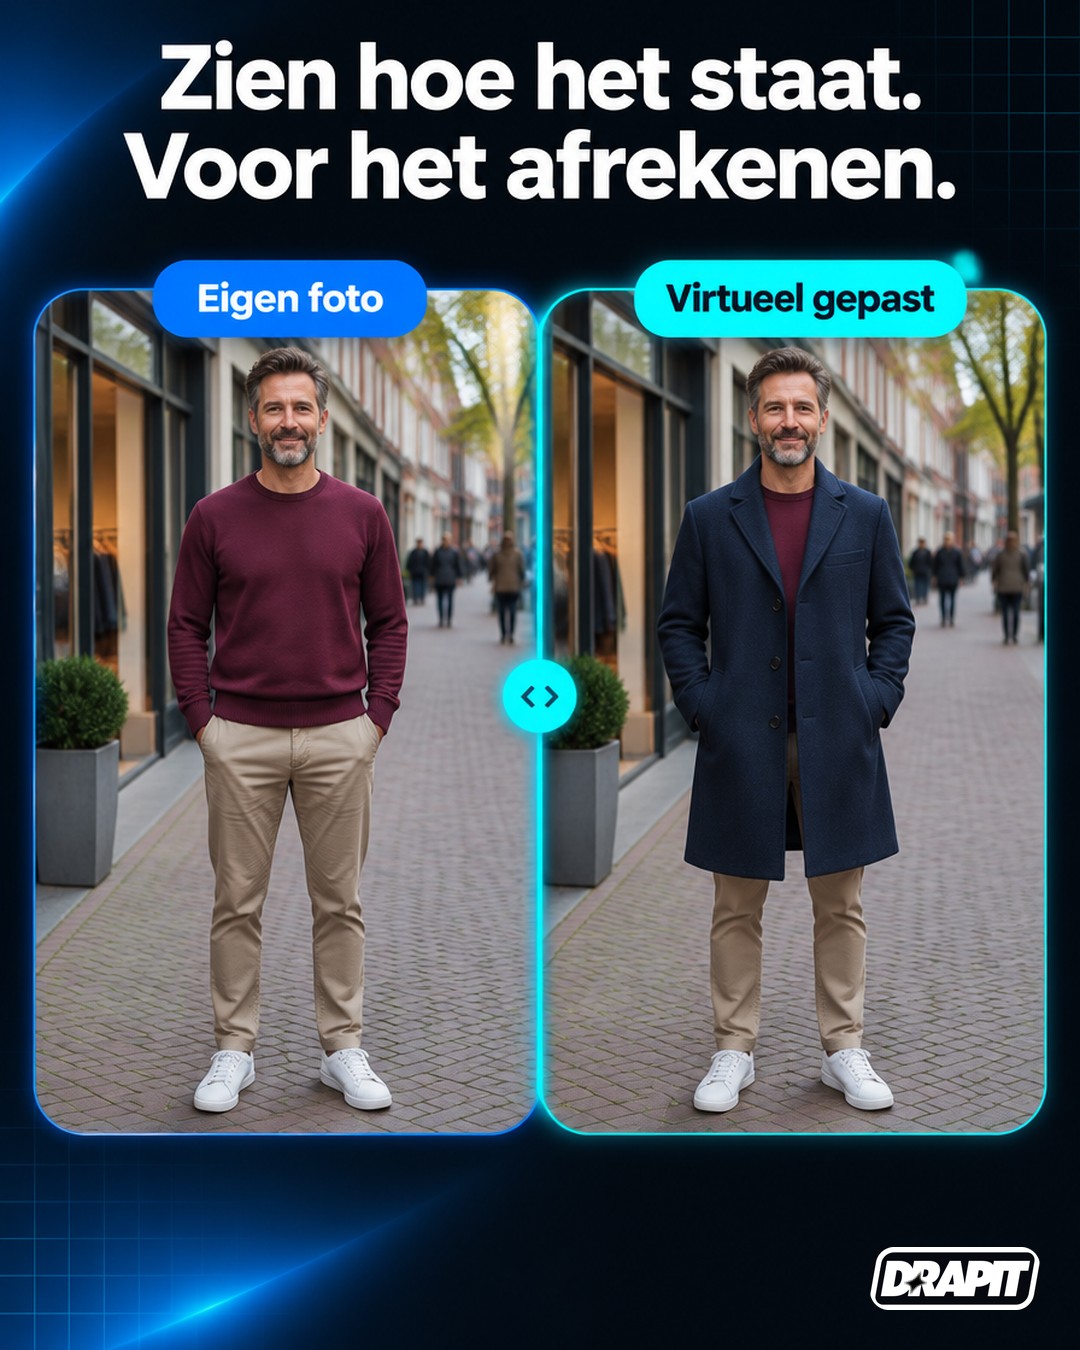 Zien hoe het staat.
Voor het afrekenen.
Eigen foto
Virtueel gepast
DRAPIT